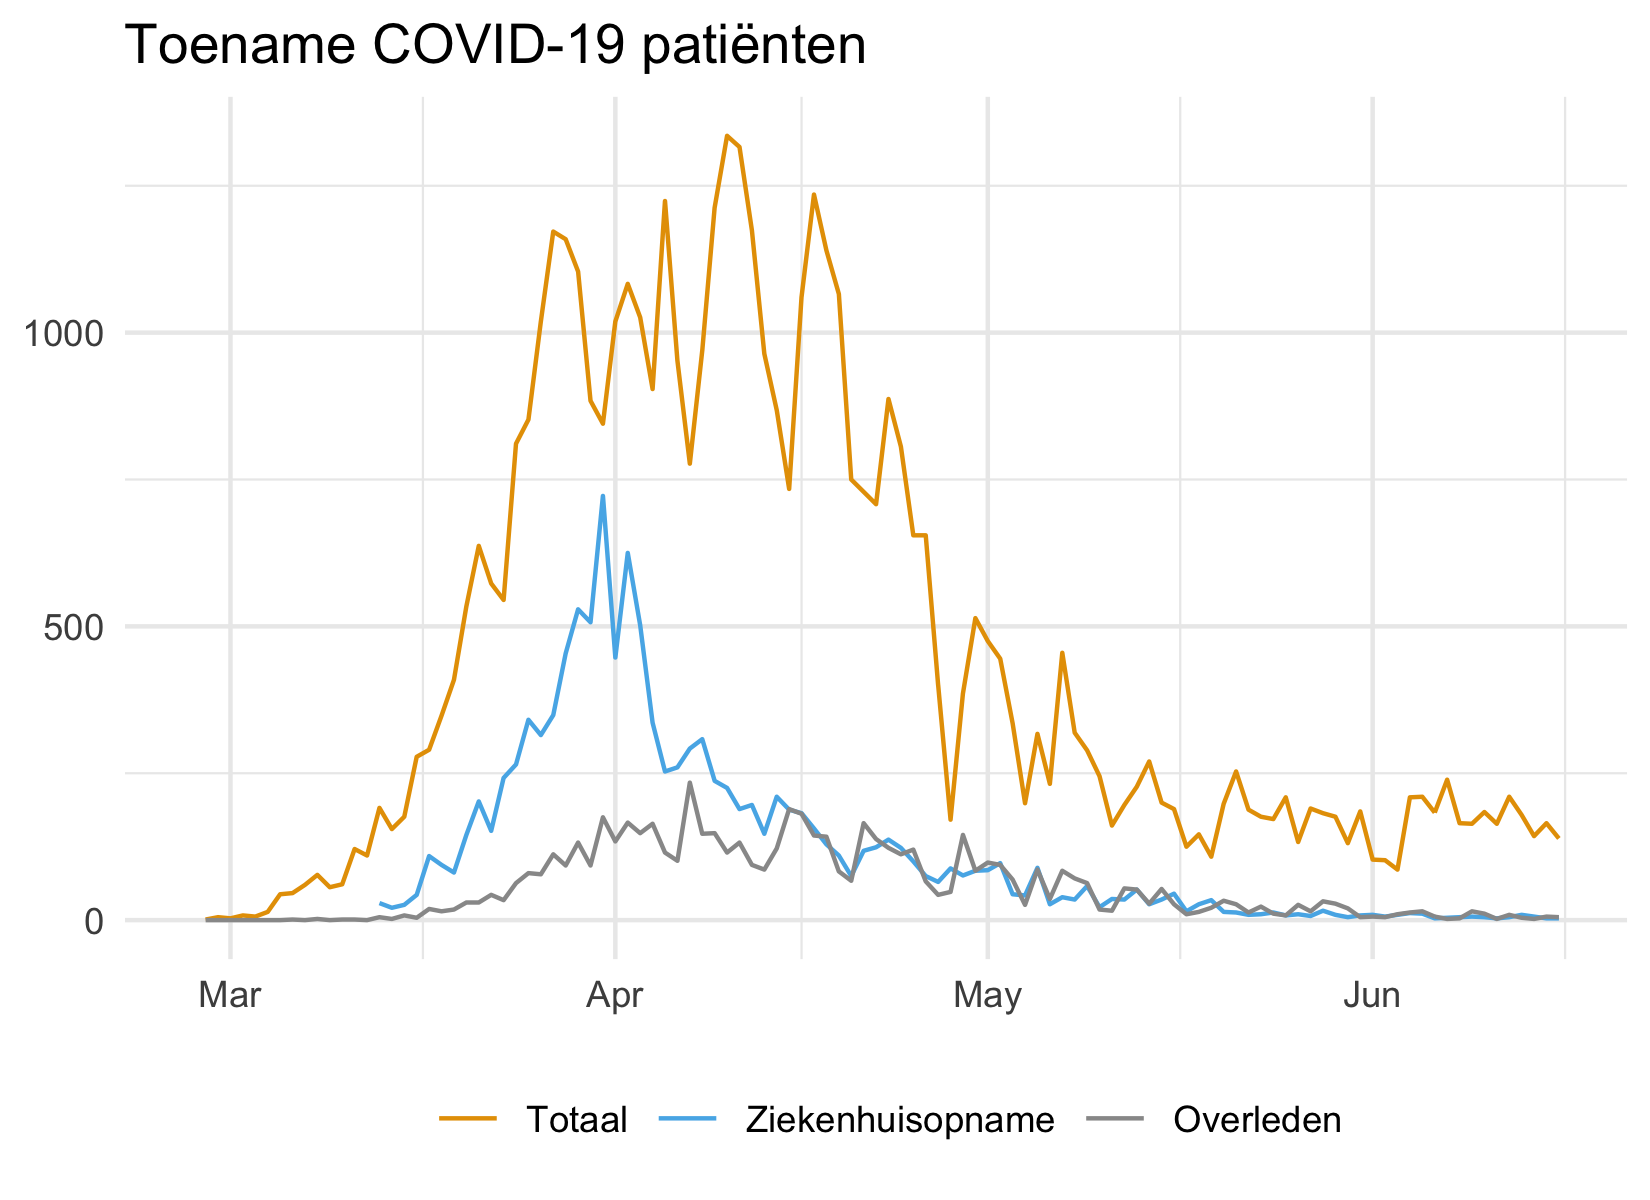 Toename COVID-19 patiënten
1000
500
0
Mar Apr May Jun
Totaal Ziekenhuisopname Overleden